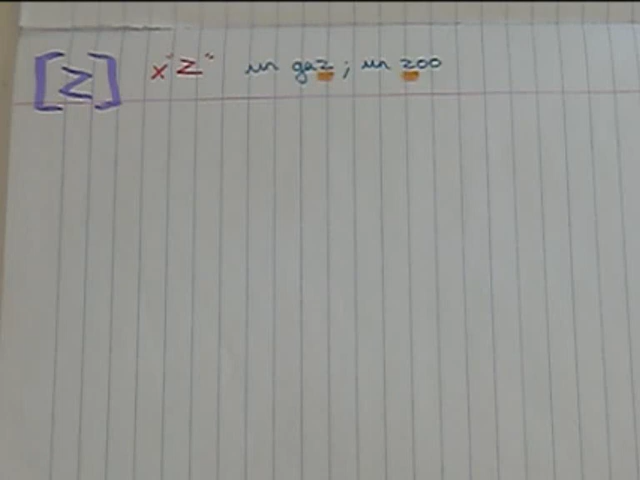 [z] x "z" un gaz ; un zoo